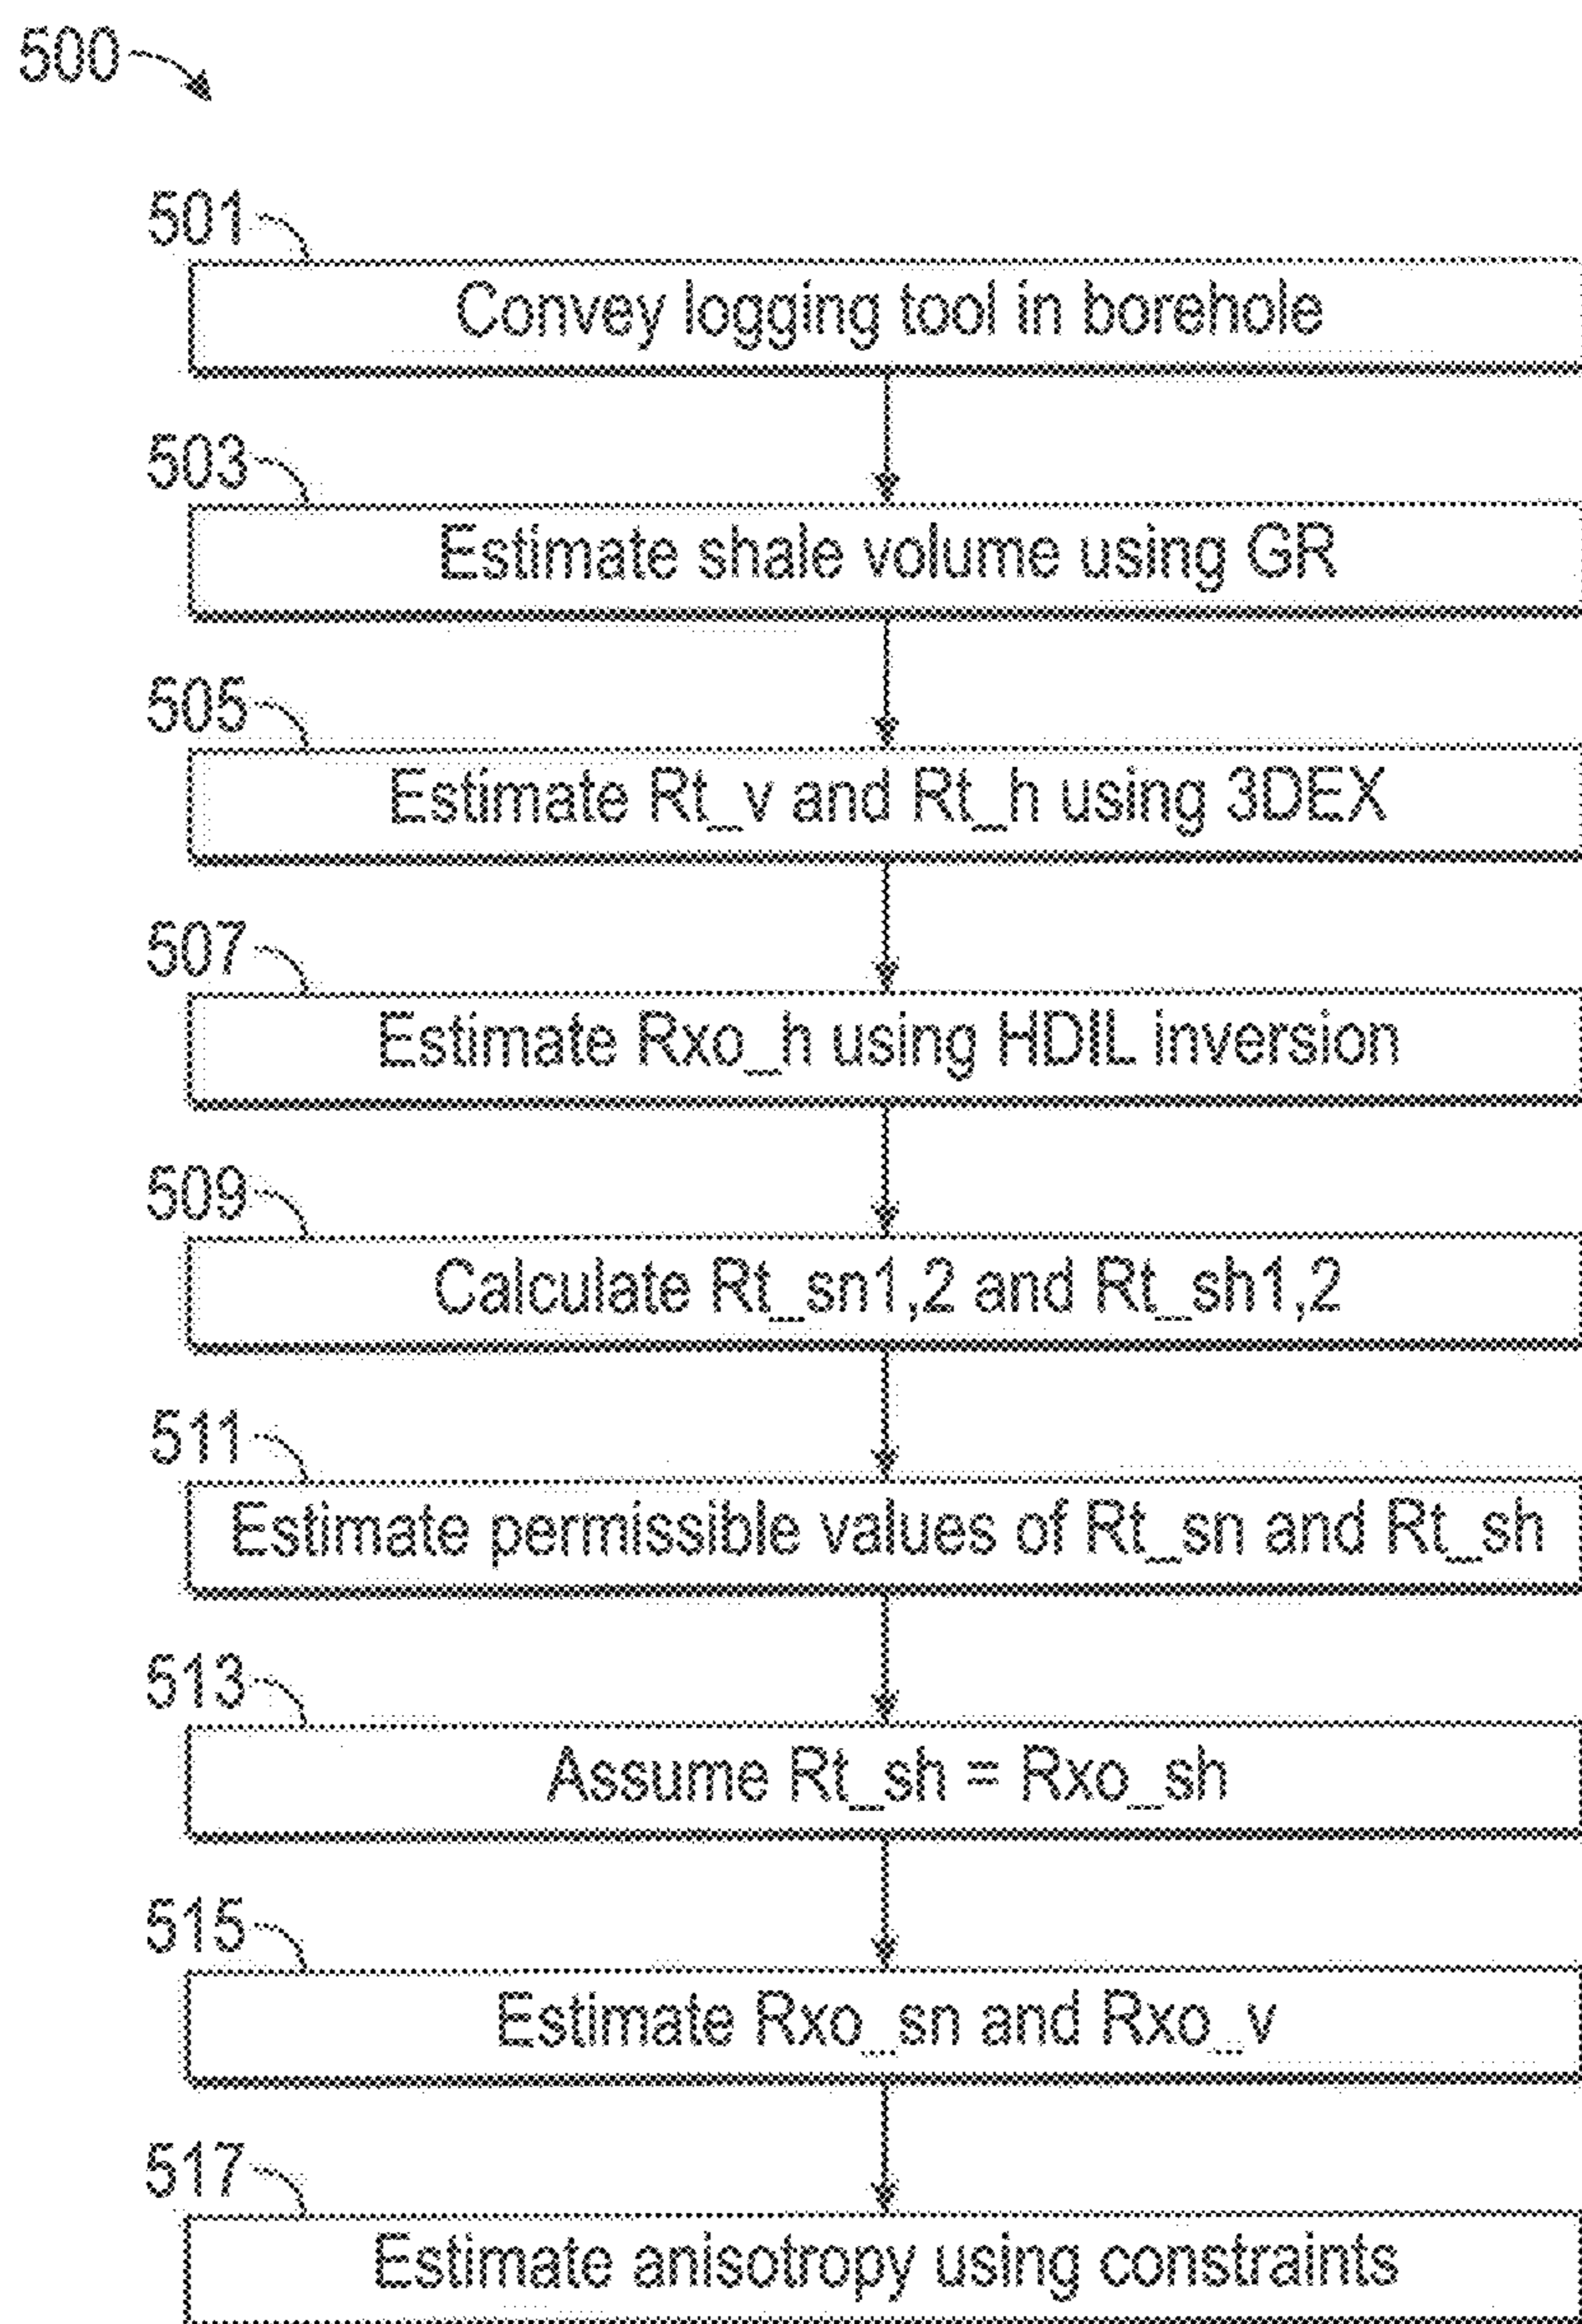 500
501
Convey logging tool in borehole
503
Estimate shale volume using GR
505
Estimate Rt_v and Rt_h using 3DEX
507
Estimate Rxo_h using HDIL inversion
509
Calculate Rt_sn1,2 and Rt_sh1,2
511
Estimate permissible values of Rt_sn and Rt_sh
513
Assume Rt_sh = Rxo_sh
515
Estimate Rxo_sn and Rxo_v
517
Estimate anisotropy using constraints